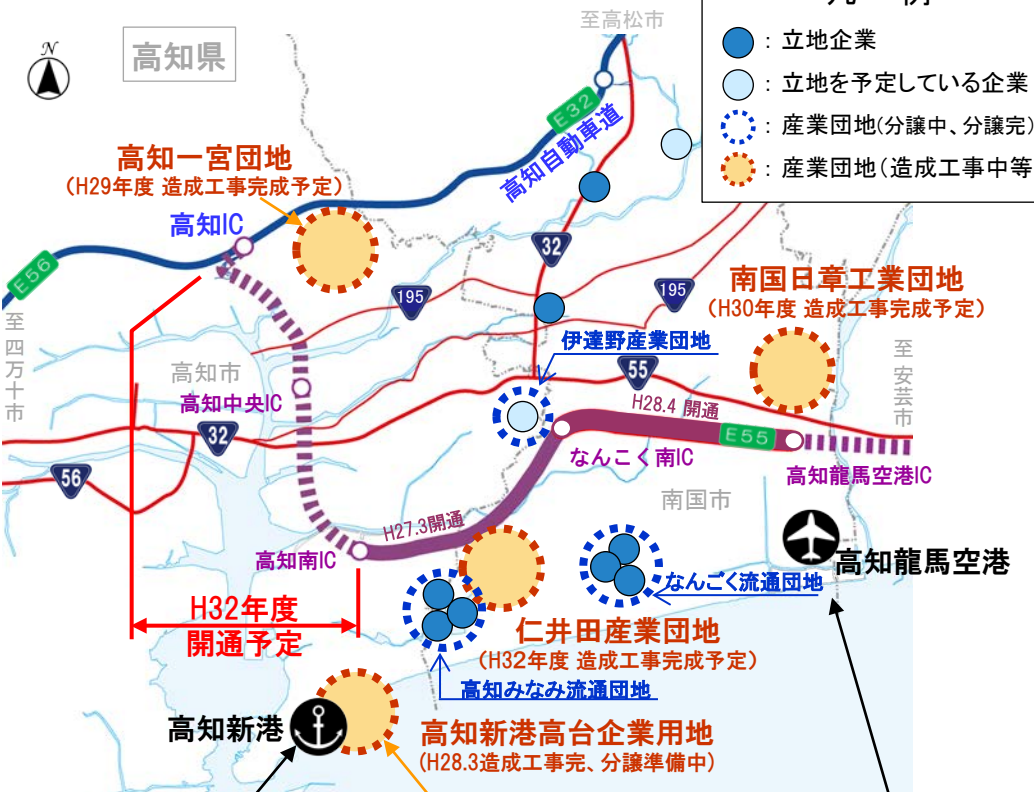 至高松市
N
高知県
凡 例
：立地企業
：立地を予定している企業
：産業団地(分譲中、分譲完)
：産業団地(造成工事中等
E32
高知自動車道
高知一宮団地
(H29年度 造成工事完成予定)
高知IC
E56
至四万十市
32
195
195
南国日章工業団地
(H30年度 造成工事完成予定)
伊達野産業団地
55
至安芸市
高知市
高知中央IC
H28.4 開通
E55
32
なんこく南IC
高知龍馬空港IC
56
南国市
H27.3開通
高知南IC
高知龍馬空港
なんごく流通団地
H32年度
開通予定
仁井田産業団地
(H32年度 造成工事完成予定)
高知みなみ流通団地
高知新港
高知新港高台企業用地
(H28.3造成工事完、分譲準備中)